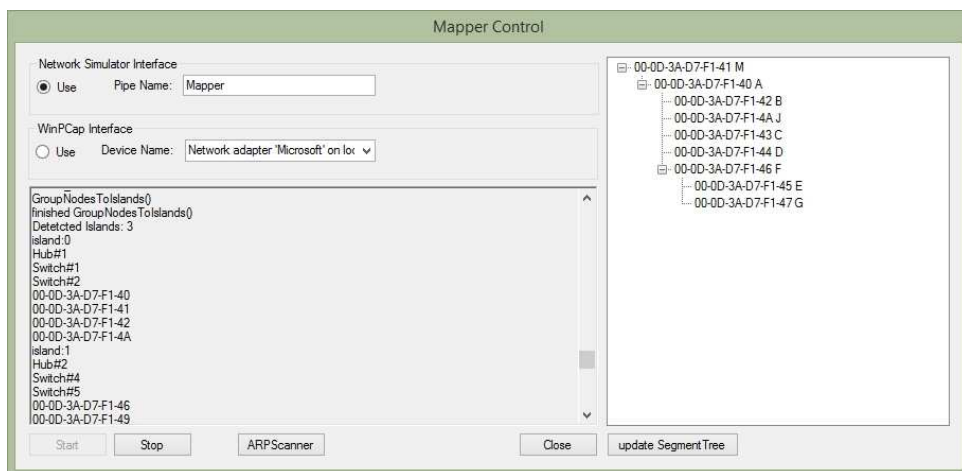 Mapper Control
Network Simulator Interface
Use Pipe Name: Mapper
WinPCap Interface
Use Device Name: Network adapter 'Microsoft' on loc
GroupNodesToIslands()
finished GroupNodesToIslands()
Detetcted Islands: 3
island:0
Hub#1
Switch#1
Switch#2
00-0D-3A-D7-F1-40
00-0D-3A-D7-F1-41
00-0D-3A-D7-F1-42
00-0D-3A-D7-F1-4A
island:1
Hub#2
Switch#4
Switch#5
00-0D-3A-D7-F1-46
00-0D-3A-D7-F1-49
00-0D-3A-D7-F1-41 M
00-0D-3A-D7-F1-40 A
00-0D-3A-D7-F1-42 B
00-0D-3A-D7-F1-4A J
00-0D-3A-D7-F1-43 C
00-0D-3A-D7-F1-44 D
00-0D-3A-D7-F1-46 F
00-0D-3A-D7-F1-45 E
00-0D-3A-D7-F1-47 G
Start Stop ARPScanner Close update SegmentTree